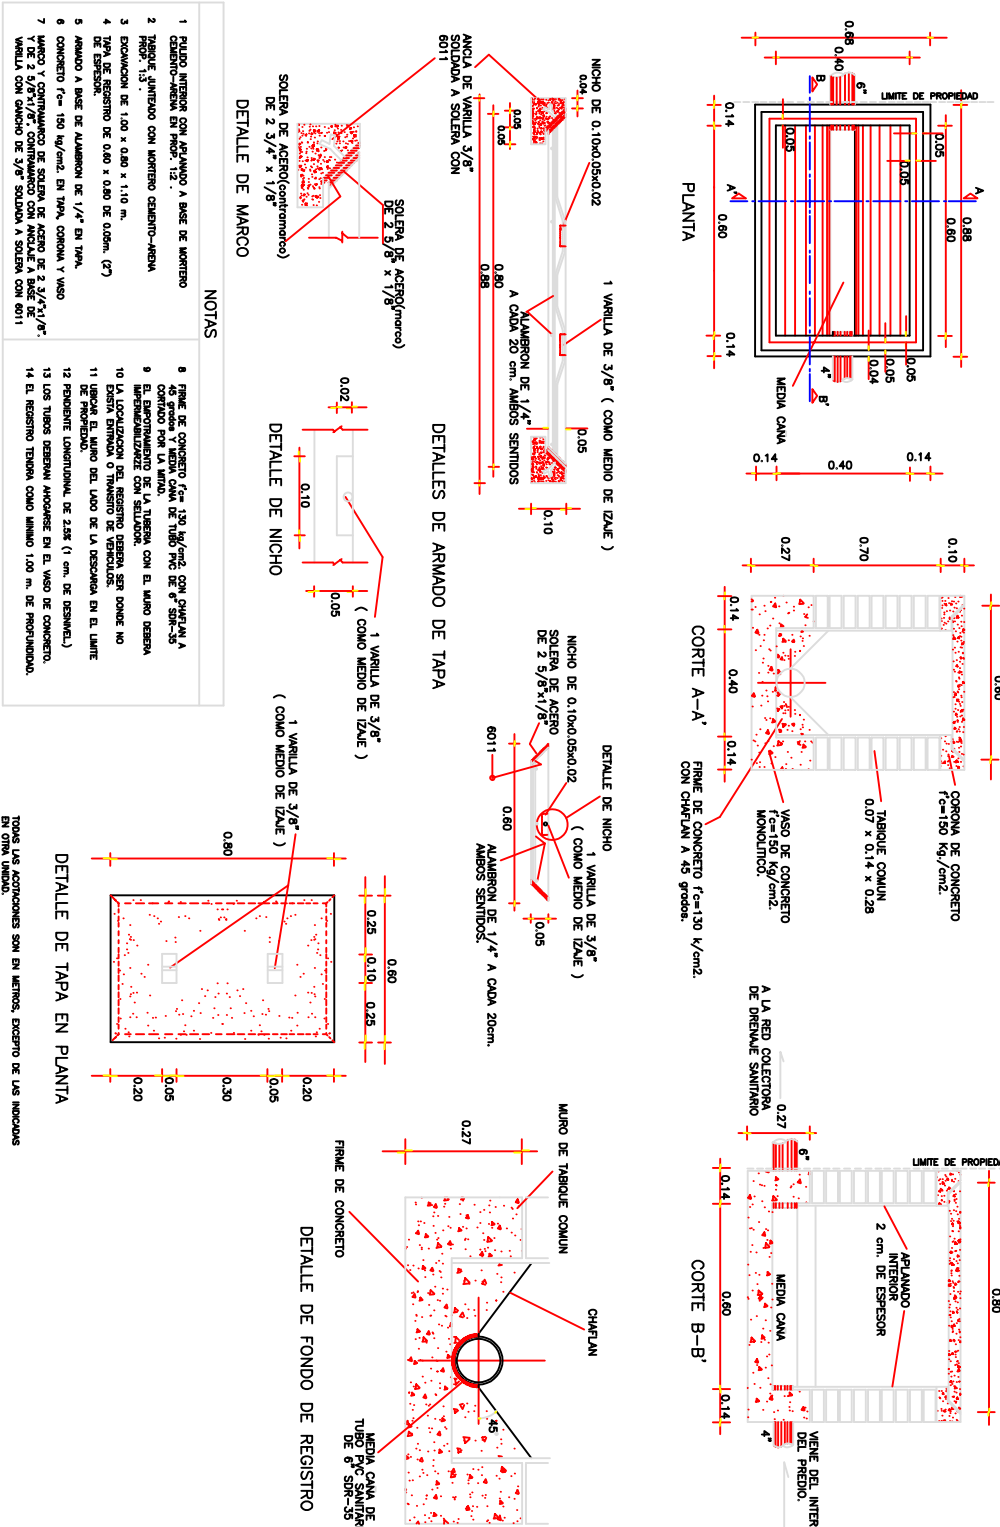 0.68
0.40
B
6"
LIMITE DE PROPIEDAD
0.14
0.05
0.05
0.05
A'
A
0.60
0.60
0.88
0.14
4"
0.04
0.05
0.05
B'
MEDIA CANA
0.14
0.40
0.14
PLANTA
0.27
0.70
0.10
0.14
0.40
0.14
0.60
CORTE A-A'
CORONA DE CONCRETO
f'c=150 Kg./cm2.
TABIQUE COMUN
0.07 x 0.14 x 0.28
VASO DE CONCRETO
f'c=150 Kg/cm2.
MONOLITICO.
FIRME DE CONCRETO f'c=130 k/cm2.
CON CHAFLAN A 45 grados.
A LA RED COLECTORA
DE DRENAJE SANITARIO
0.27
6"
LIMITE DE PROPIEDA
0.14
0.60
0.14
0.80
APLANADO
INTERIOR
2 cm. DE ESPESOR
MEDIA CANA
4"
VIENE DEL INTER
DEL PREDIO.
CORTE B-B'
NICHO DE 0.10x0.05x0.02
0.04
0.05
0.05
ANCLA DE VARILLA 3/8"
SOLDADA A SOLERA CON
6011
1 VARILLA DE 3/8" ( COMO MEDIO DE IZAJE )
0.80
0.88
ALAMBRON DE 1/4"
A CADA 20 cm. AMBOS SENTIDOS
0.05
0.10
DETALLES DE ARMADO DE TAPA
NICHO DE 0.10x0.05x0.02
SOLERA DE ACERO
DE 2 5/8"x1/8"
6011
0.60
DETALLE DE NICHO
1 VARILLA DE 3/8"
( COMO MEDIO DE IZAJE )
0.05
ALAMBRON DE 1/4" A CADA 20cm.
AMBOS SENTIDOS.
SOLERA DE ACERO(contramarco)
DE 2 3/4" x 1/8"
SOLERA DE ACERO(marco)
DE 2 5/8" x 1/8"
DETALLE DE MARCO
0.02
0.10
0.05
1 VARILLA DE 3/8"
( COMO MEDIO DE IZAJE )
DETALLE DE NICHO
1 VARILLA DE 3/8"
( COMO MEDIO DE IZAJE )
0.80
0.25
0.10
0.25
0.60
0.20
0.05
0.30
0.05
0.20
DETALLE DE TAPA EN PLANTA
MURO DE TABIQUE COMUN
0.27
FIRME DE CONCRETO
CHAFLAN
45
MEDIA CANA DE
TUBO PVC SANITAR
DE 6" SDR-35
DETALLE DE FONDO DE REGISTRO
NOTAS
1 PULIDO INTERIOR CON APLANADO A BASE DE MORTERO
CEMENTO-ARENA EN PROP. 1:2 .
2 TABIQUE JUNTEADO CON MORTERO CEMENTO-ARENA
PROP. 1:3 .
3 EXCAVACION DE 1.00 x 0.80 x 1.10 m.
4 TAPA DE REGISTRO DE 0.60 x 0.80 DE 0.05m. (2")
DE ESPESOR.
5 ARMADO A BASE DE ALAMBRON DE 1/4" EN TAPA.
6 CONCRETO f'c= 150 kg/cm2. EN TAPA, CORONA Y VASO
7 MARCO Y CONTRAMARCO DE SOLERA DE ACERO DE 2 3/4"x1/8".
Y DE 2 5/8"x1/8", CONTRAMARCO CON ANCLAJE A BASE DE
VARILLA CON GANCHO DE 3/8" SOLDADA A SOLERA CON 6011
8 FIRME DE CONCRETO f'c= 130 kg/cm2. CON CHAFLAN A
45 grados Y MEDIA CANA DE TUBO PVC DE 6" SDR-35
CORTADO POR LA MITAD.
9 EL EMPOTRAMIENTO DE LA TUBERIA CON EL MURO DEBERA
IMPERMEABILIZARZE CON SELLADOR.
10 LA LOCALIZACION DEL REGISTRO DEBERA SER DONDE NO
EXISTA ENTRADA O TRANSITO DE VEHICULOS.
11 UBICAR EL MURO DEL LADO DE LA DESCARGA EN EL LIMITE
DE PROPIEDAD.
12 PENDIENTE LONGITUDINAL DE 2.5% (1 cm. DE DESNIVEL.)
13 LOS TUBOS DEBERAN AHOGARSE EN EL VASO DE CONCRETO.
14 EL REGISTRO TENDRA COMO MINIMO 1.00 m. DE PROFUNDIDAD.
TODAS LAS ACOTACIONES SON EN METROS, EXCEPTO DE LAS INDICADAS
EN OTRA UNIDAD.